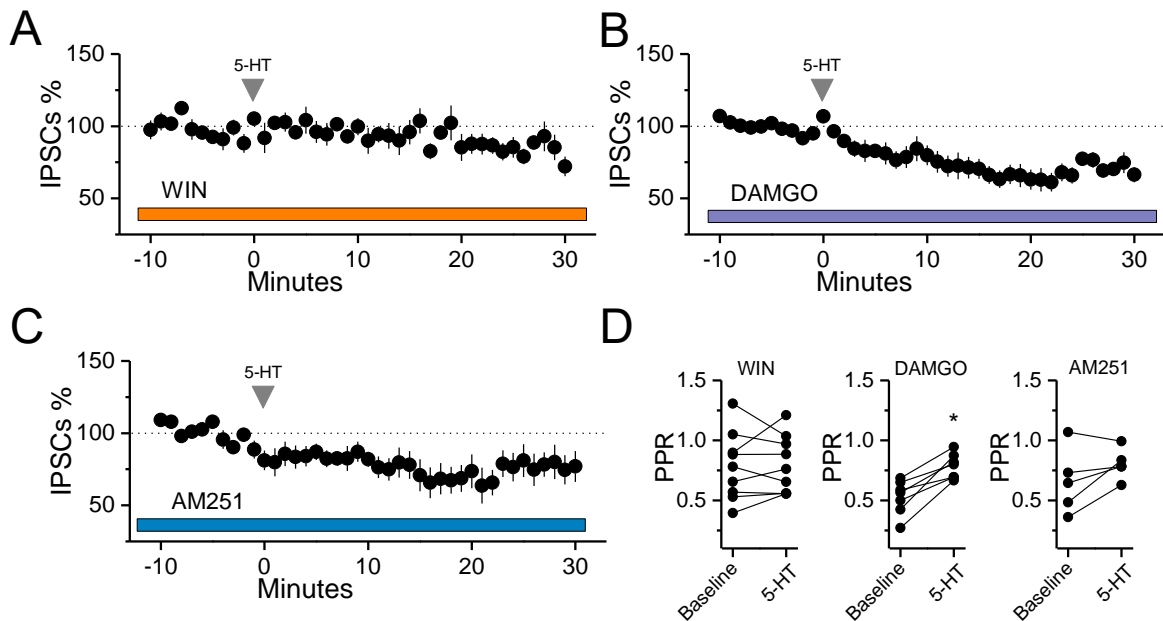 A
150
5-HT
IPSCs %
100
50
WIN
-10 0 10 20 30
Minutes
B
150
5-HT
IPSCs %
100
50
DAMGO
-10 0 10 20 30
Minutes
C
150
5-HT
IPSCs %
100
50
AM251
-10 0 10 20 30
Minutes
D
WIN
1.5
PPR
1.0
0.5
Baseline
5-HT
DAMGO
1.5
*
PPR
1.0
0.5
Baseline
5-HT
AM251
1.5
PPR
1.0
0.5
Baseline
5-HT